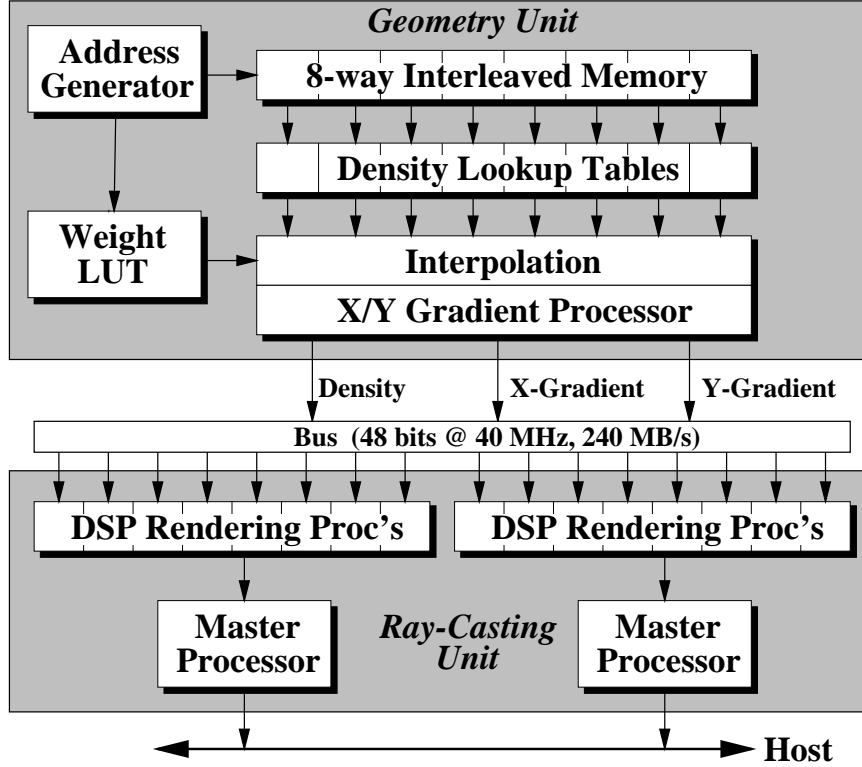 Geometry Unit
Address
Generator
8-way Interleaved Memory
Density Lookup Tables
Weight
LUT
Interpolation
X/Y Gradient Processor
Density
X-Gradient
Y-Gradient
Bus (48 bits @ 40 MHz, 240 MB/s)
DSP Rendering Proc's
DSP Rendering Proc's
Master
Processor
Ray-Casting
Unit
Master
Processor
Host